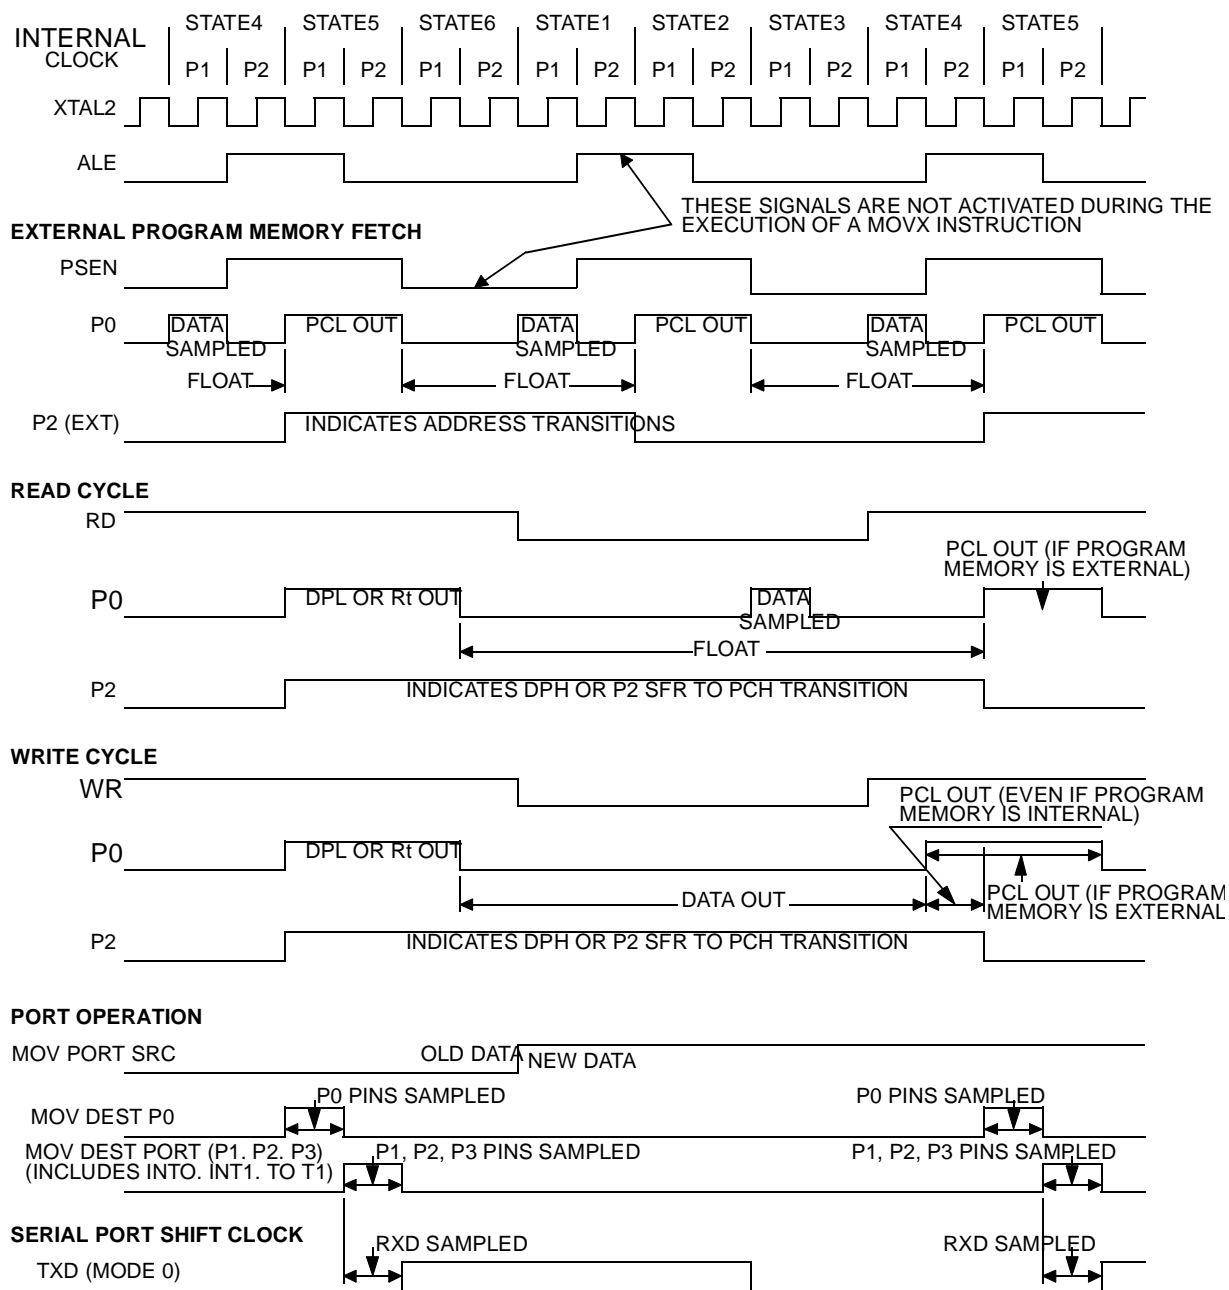 INTERNAL CLOCK
STATE4 STATE5 STATE6 STATE1 STATE2 STATE3 STATE4 STATE5
P1 P2 P1 P2 P1 P2 P1 P2 P1 P2 P1 P2 P1 P2 P1 P2
XTAL2
ALE
THESE SIGNALS ARE NOT ACTIVATED DURING THE
EXECUTION OF A MOVX INSTRUCTION
EXTERNAL PROGRAM MEMORY FETCH
PSEN
P0 DATA SAMPLED PCL OUT DATA SAMPLED PCL OUT DATA SAMPLED PCL OUT
FLOAT FLOAT FLOAT
P2 (EXT) INDICATES ADDRESS TRANSITIONS
READ CYCLE
RD
PCL OUT (IF PROGRAM
MEMORY IS EXTERNAL)
P0 DPL OR Rt OUT DATA SAMPLED
FLOAT
P2 INDICATES DPH OR P2 SFR TO PCH TRANSITION
WRITE CYCLE
WR
PCL OUT (EVEN IF PROGRAM
MEMORY IS INTERNAL)
P0 DPL OR Rt OUT
DATA OUT
PCL OUT (IF PROGRAM
MEMORY IS EXTERNAL
P2 INDICATES DPH OR P2 SFR TO PCH TRANSITION
PORT OPERATION
MOV PORT SRC OLD DATA NEW DATA
P0 PINS SAMPLED P0 PINS SAMPLED
MOV DEST P0
MOV DEST PORT (P1. P2. P3) P1, P2, P3 PINS SAMPLED P1, P2, P3 PINS SAMPLED
(INCLUDES INTO. INT1. TO T1)
SERIAL PORT SHIFT CLOCK
RXD SAMPLED RXD SAMPLED
TXD (MODE 0)